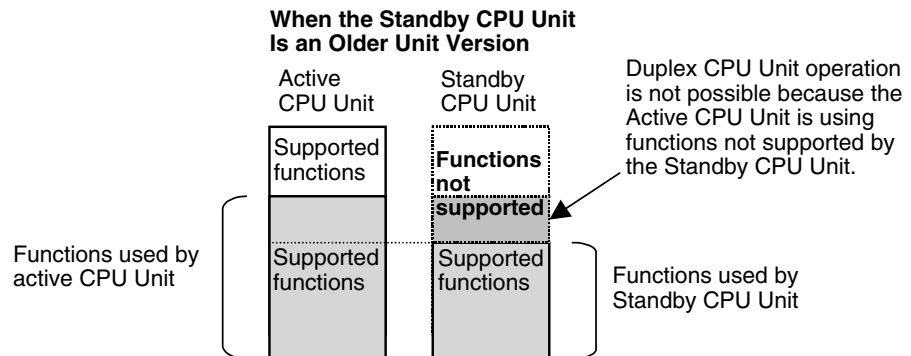 When the Standby CPU Unit
Is an Older Unit Version
Active
CPU Unit
Standby
CPU Unit
Duplex CPU Unit operation
is not possible because the
Active CPU Unit is using
functions not supported by
the Standby CPU Unit.
Supported
functions
Functions
not
supported
Functions used by
active CPU Unit
Supported
functions
Supported
functions
Functions used by
Standby CPU Unit